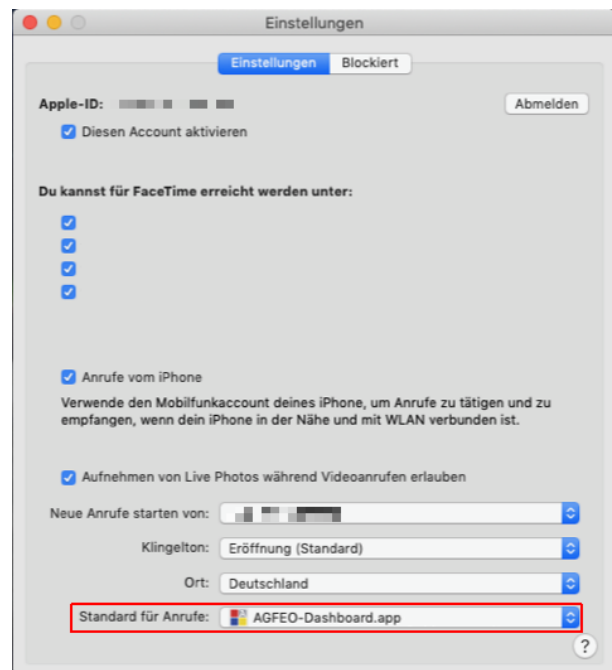 Einstellungen
Einstellungen Blockiert
Apple-ID: Abmelden
Diesen Account aktivieren
Du kannst für FaceTime erreicht werden unter:
Anrufe vom iPhone
Verwende den Mobilfunkaccount deines iPhone, um Anrufe zu tätigen und zu
empfangen, wenn dein iPhone in der Nähe und mit WLAN verbunden ist.
Aufnehmen von Live Photos während Videoanrufen erlauben
Neue Anrufe starten von:
Klingelton: Eröffnung (Standard)
Ort: Deutschland
Standard für Anrufe: AGFEO-Dashboard.app
?